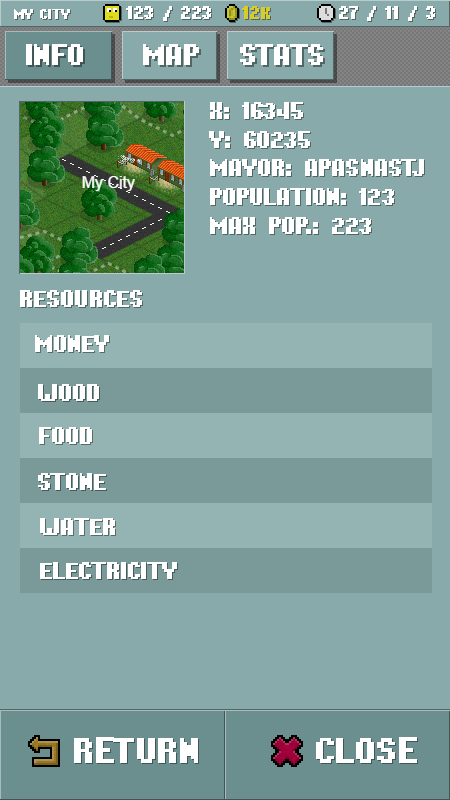 MY CITY 123 / 223 12K 27 / 11 / 3
INFO MAP STATS
X: 16345
Y: 60235
MAYOR: APASNASTJ
POPULATION: 123
MAX POP.: 223
My City
RESOURCES
MONEY
WOOD
FOOD
STONE
WATER
ELECTRICITY
RETURN CLOSE